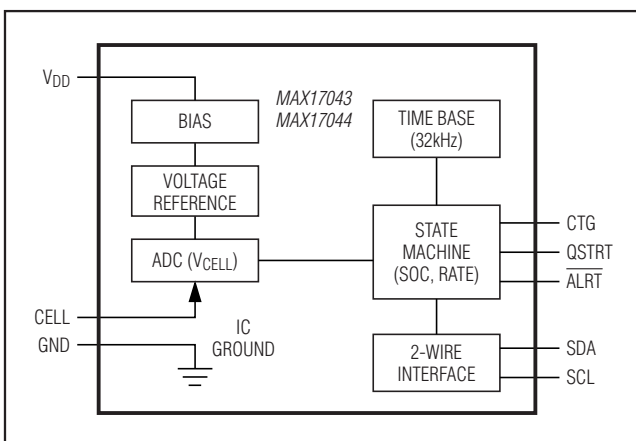 VDD
MAX17043
MAX17044
BIAS
TIME BASE
(32kHz)
VOLTAGE
REFERENCE
ADC (VCELL)
STATE
MACHINE
(SOC, RATE)
CTG
QSTRT
ALRT
CELL
GND
IC
GROUND
2-WIRE
INTERFACE
SDA
SCL